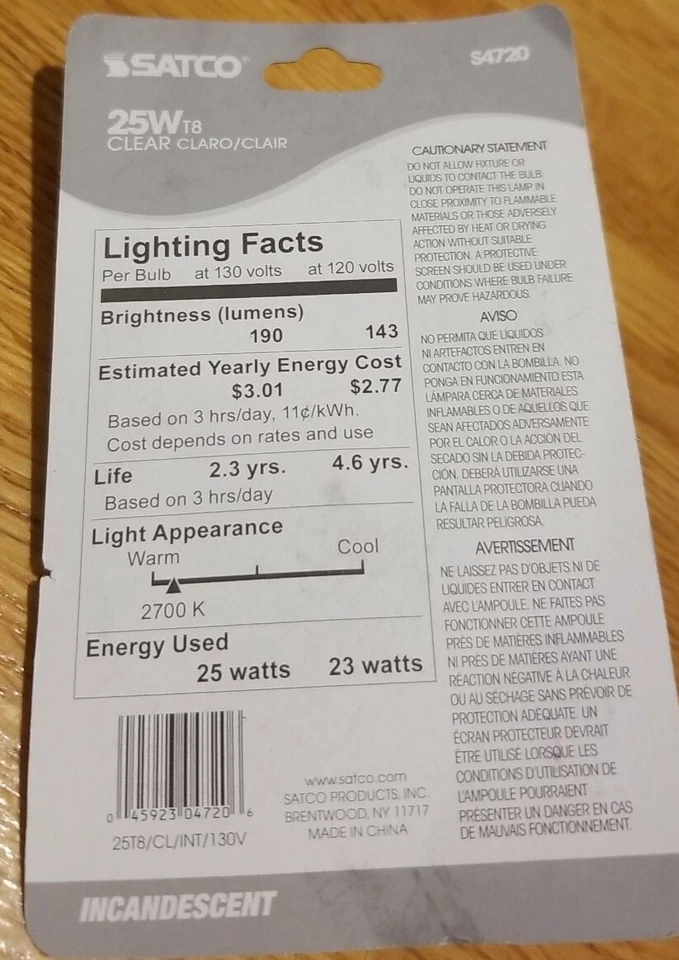 SATCO®
S4720
25W T8
CLEAR CLARO/CLAIR
Lighting Facts
Per Bulb at 130 volts at 120 volts
Brightness (lumens)
190 143
Estimated Yearly Energy Cost
$3.01 $2.77
Based on 3 hrs/day, 11¢/kWh.
Cost depends on rates and use
Life 2.3 yrs. 4.6 yrs.
Based on 3 hrs/day
Light Appearance
Warm Cool
2700 K
Energy Used
25 watts 23 watts
0 45923 04720 6
25T8/CL/INT/130V
www.satco.com
SATCO PRODUCTS, INC.
BRENTWOOD, NY 11717
MADE IN CHINA
CAUTIONARY STATEMENT
DO NOT ALLOW FIXTURE OR
LIQUIDS TO CONTACT THE BULB.
DO NOT OPERATE THIS LAMP IN
CLOSE PROXIMITY TO FLAMMABLE
MATERIALS OR THOSE ADVERSELY
AFFECTED BY HEAT OR DRYING
ACTION WITHOUT SUITABLE
PROTECTION. A PROTECTIVE
SCREEN SHOULD BE USED UNDER
CONDITIONS WHERE BULB FAILURE
MAY PROVE HAZARDOUS.
AVISO
NO PERMITA QUE LÍQUIDOS
NI ARTEFACTOS ENTREN EN
CONTACTO CON LA BOMBILLA. NO
PONGA EN FUNCIONAMIENTO ESTA
LÁMPARA CERCA DE MATERIALES
INFLAMABLES O DE AQUELLOS QUE
SEAN AFECTADOS ADVERSAMENTE
POR EL CALOR O LA ACCIÓN DEL
SECADO SIN LA DEBIDA PROTEC-
CIÓN. DEBERÁ UTILIZARSE UNA
PANTALLA PROTECTORA CUANDO
LA FALLA DE LA BOMBILLA PUEDA
RESULTAR PELIGROSA.
AVERTISSEMENT
NE LAISSEZ PAS D'OBJETS NI DE
LIQUIDES ENTRER EN CONTACT
AVEC L'AMPOULE. NE FAITES PAS
FONCTIONNER CETTE AMPOULE
PRÈS DE MATIÈRES INFLAMMABLES
NI PRÈS DE MATIÈRES AYANT UNE
RÉACTION NÉGATIVE À LA CHALEUR
OU AU SÉCHAGE SANS PRÉVOIR DE
PROTECTION ADÉQUATE. UN
ÉCRAN PROTECTEUR DEVRAIT
ÊTRE UTILISÉ LORSQUE LES
CONDITIONS D'UTILISATION DE
L'AMPOULE POURRAIENT
PRÉSENTER UN DANGER EN CAS
DE MAUVAIS FONCTIONNEMENT.
INCANDESCENT